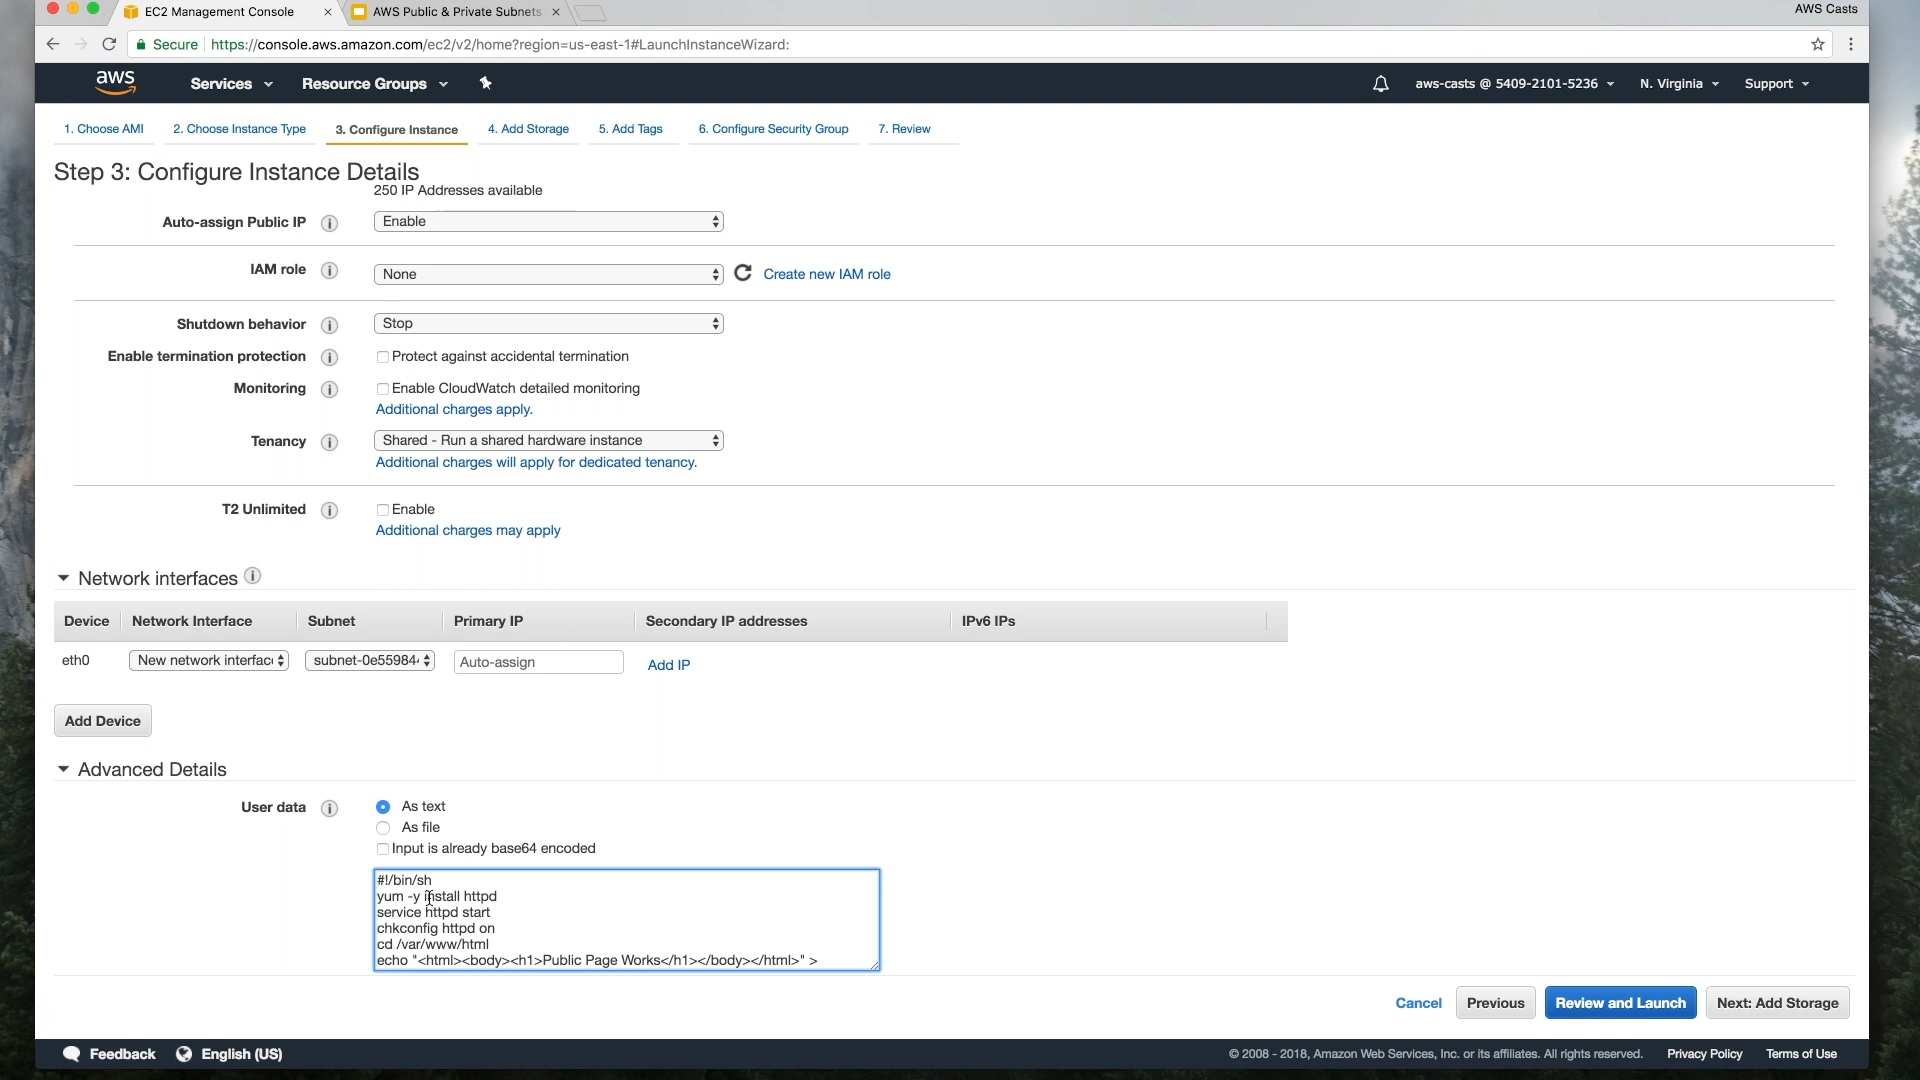 EC2 Management Console
AWS Public & Private Subnets
AWS Casts
Secure https://console.aws.amazon.com/ec2/v2/home?region=us-east-1#LaunchInstanceWizard:
aws Services Resource Groups aws-casts @ 5409-2101-5236 N. Virginia Support
1. Choose AMI 2. Choose Instance Type 3. Configure Instance 4. Add Storage 5. Add Tags 6. Configure Security Group 7. Review
Step 3: Configure Instance Details
250 IP Addresses available
Auto-assign Public IP Enable
IAM role None Create new IAM role
Shutdown behavior Stop
Enable termination protection Protect against accidental termination
Monitoring Enable CloudWatch detailed monitoring
Additional charges apply.
Tenancy Shared - Run a shared hardware instance
Additional charges will apply for dedicated tenancy.
T2 Unlimited Enable
Additional charges may apply
Network interfaces
Device Network Interface Subnet Primary IP Secondary IP addresses IPv6 IPs
eth0 New network interfac subnet-0e55984 Auto-assign Add IP
Add Device
Advanced Details
User data As text
As file
Input is already base64 encoded
#!/bin/sh
yum -y install httpd
service httpd start
chkconfig httpd on
cd /var/www/html
echo "<html><body><h1>Public Page Works</h1></body></html>" >
Cancel Previous Review and Launch Next: Add Storage
Feedback English (US) © 2008 - 2018, Amazon Web Services, Inc. or its affiliates. All rights reserved. Privacy Policy Terms of Use